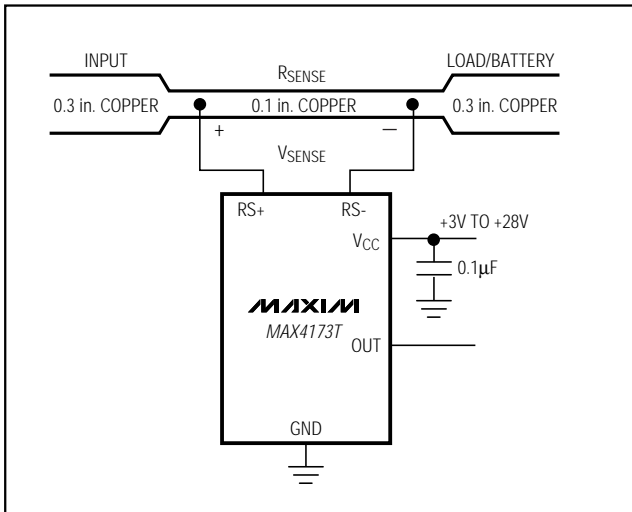 INPUT
LOAD/BATTERY
RSENSE
0.3 in. COPPER
0.1 in. COPPER
0.3 in. COPPER
+
–
VSENSE
RS+
RS-
+3V TO +28V
VCC
0.1µF
MAXIM
MAX4173T
OUT
GND